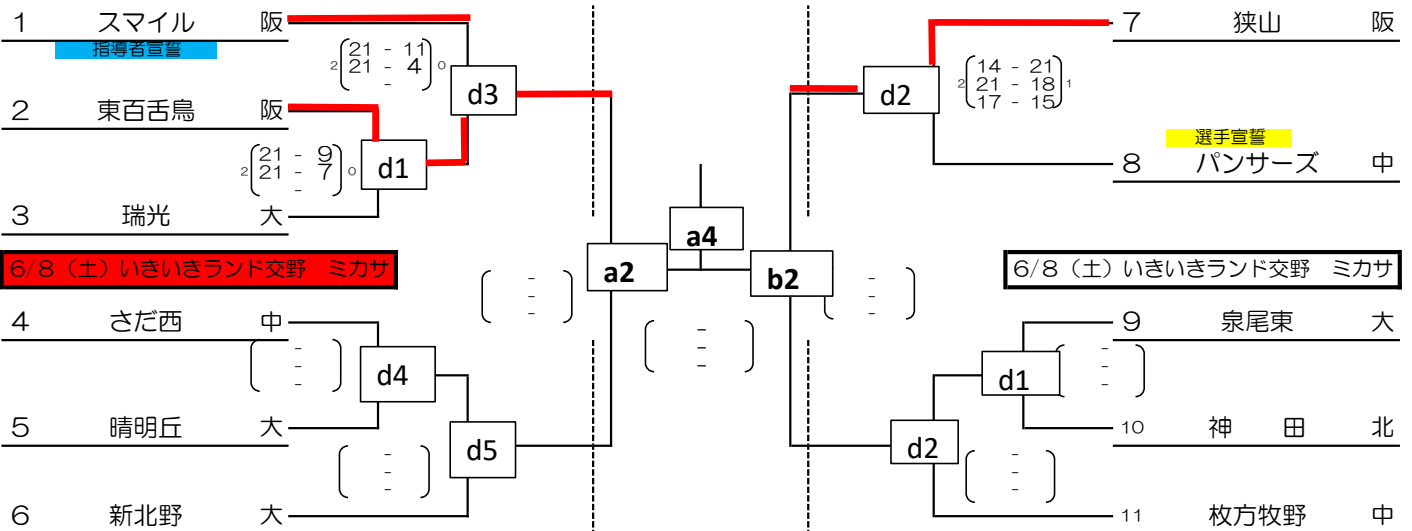 1 スマイル 阪
指導者宣誓
2 ( 21 - 11 ) 0
21 - 4
-
d3
2 東百舌鳥 阪
2 ( 21 - 9 ) 0
21 - 7
-
d1
3 瑞光 大
6/8（土）いきいきランド交野 ミカサ
4 さだ西 中
( - )
-
-
d4
5 晴明丘 大
( - )
-
-
d5
6 新北野 大
( - )
-
-
a2
a4
( - )
-
-
b2
( - )
-
-
7 狭山 阪
d2
2 ( 14 - 21 ) 1
21 - 18
17 - 15
選手宣誓
8 パンサーズ 中
6/8（土）いきいきランド交野 ミカサ
9 泉尾東 大
d1
( - )
-
-
10 神田 北
d2
( - )
-
-
11 枚方牧野 中